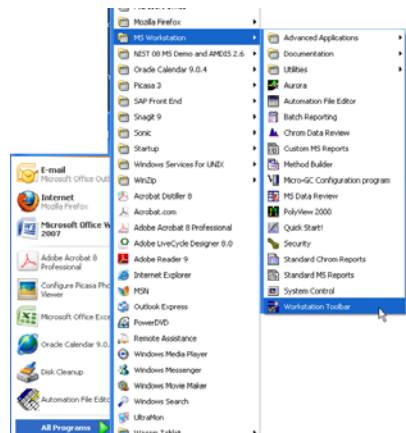 E-mail
Microsoft Office Outl
Internet
Mozilla Firefox
Microsoft Office W
2007
Adobe Acrobat 8
Professional
Configure Picasa Pho
Viewer
Microsoft Office Exce
Oracle Calendar 9.0.
Disk Cleanup
Automation File Edito
All Programs
Mozilla Firefox
MS Workstation
NIST 08 MS Demo and AMDIS 2.6
Oracle Calendar 9.0.4
Picasa 3
SAP Front End
Snagit 9
Sonic
Startup
Windows Services for UNIX
WinZip
Acrobat Distiller 8
Acrobat.com
Adobe Acrobat 8 Professional
Adobe LiveCycle Designer 8.0
Adobe Reader 9
Internet Explorer
MSN
Outlook Express
PowerDVD
Remote Assistance
Windows Media Player
Windows Messenger
Windows Movie Maker
Windows Search
UltraMon
Advanced Applications
Documentation
Utilities
Aurora
Automation File Editor
Batch Reporting
Chrom Data Review
Custom MS Reports
Method Builder
Micro-GC Configuration program
MS Data Review
PolyView 2000
Quick Start!
Security
Standard Chrom Reports
Standard MS Reports
System Control
Workstation Toolbar